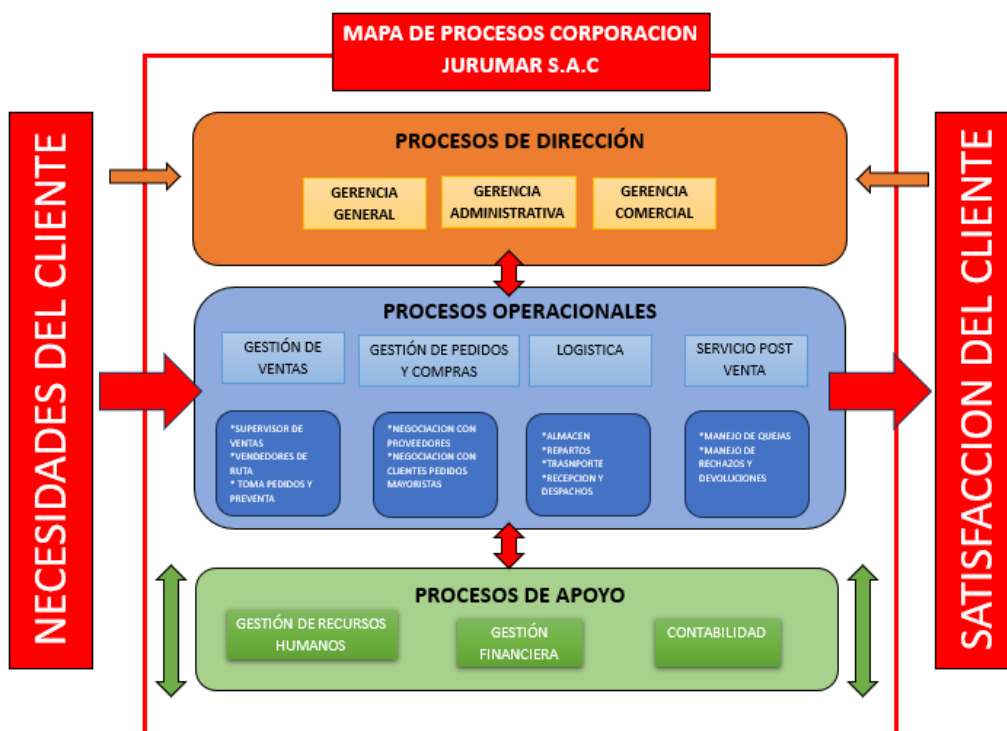 MAPA DE PROCESOS CORPORACION
JURUMAR S.A.C
NECESIDADES DEL CLIENTE
PROCESOS DE DIRECCIÓN
GERENCIA
GENERAL
GERENCIA
ADMINISTRATIVA
GERENCIA
COMERCIAL
PROCESOS OPERACIONALES
GESTIÓN DE
VENTAS
GESTIÓN DE PEDIDOS
Y COMPRAS
LOGISTICA
SERVICIO POST
VENTA
*SUPERVISOR DE
VENTAS
*VENDEDORES DE
RUTA
* TOMA PEDIDOS Y
PREVENTA
*NEGOCIACION CON
PROVEEDORES
*NEGOCIACION CON
CLIENTES PEDIDOS
MAYORISTAS
*ALMACEN
*REPARTOS
*TRASNPORTE
*RECEPCION Y
DESPACHOS
*MANEJO DE QUEJAS
*MANEJO DE
RECHAZOS Y
DEVOLUCIONES
PROCESOS DE APOYO
GESTIÓN DE RECURSOS
HUMANOS
GESTIÓN
FINANCIERA
CONTABILIDAD
SATISFACCION DEL CLIENTE